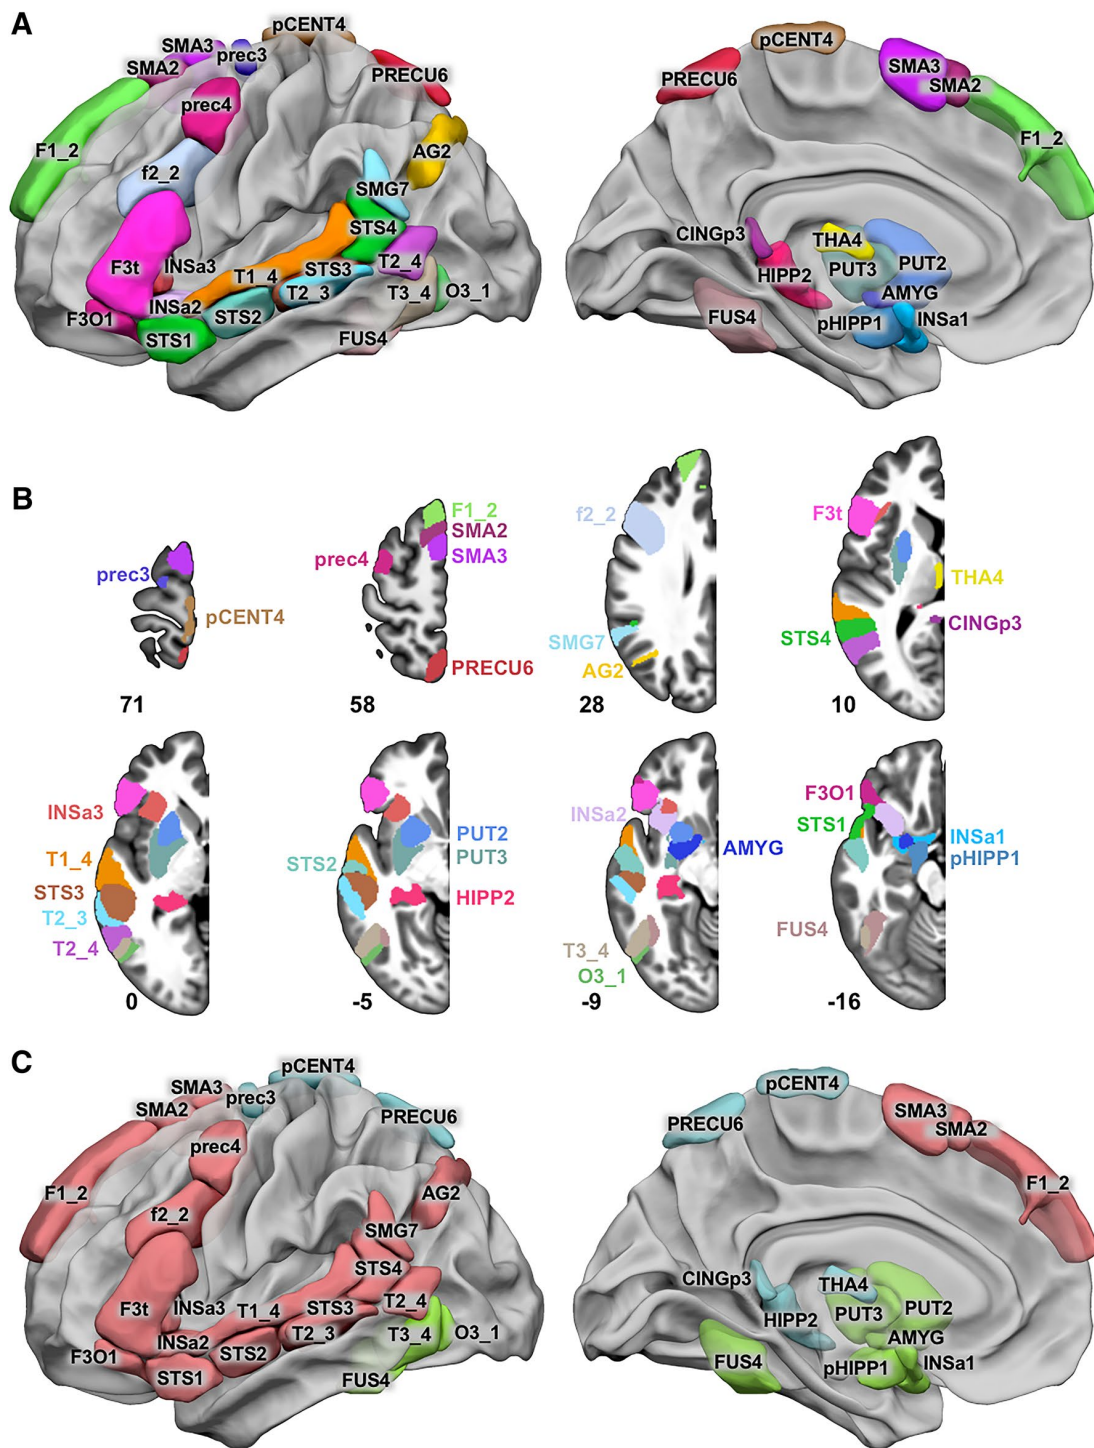 A
pCENT4
SMA3
prec3
SMA2
PRECU6
prec4
F1_2
AG2
f2_2
SMG7
STS4
F3t
INSa3
T2_4
T1_4
STS3
INSa2
T2_3
T3_4
O3_1
F3O1
STS2
STS1
FUS4
pCENT4
PRECU6
SMA3
SMA2
F1_2
CINGp3
THA4
HIPP2
PUT3
PUT2
AMYG
FUS4
pHIPP1
INSa1
B
prec3
pCENT4
71
F1_2
SMA2
prec4
SMA3
PRECU6
58
f2_2
SMG7
AG2
28
F3t
THA4
CINGp3
STS4
10
INSa3
T1_4
STS3
T2_3
T2_4
0
PUT2
STS2
PUT3
HIPP2
-5
INSa2
AMYG
T3_4
O3_1
-9
F3O1
STS1
INSa1
pHIPP1
FUS4
-16
C
pCENT4
SMA3
prec3
SMA2
PRECU6
prec4
F1_2
AG2
f2_2
SMG7
STS4
F3t
INSa3
T1_4
STS3
T2_4
T2_3
T3_4
O3_1
INSa2
F3O1
STS2
STS1
FUS4
pCENT4
PRECU6
SMA3
SMA2
F1_2
CINGp3
THA4
HIPP2
PUT3
PUT2
AMYG
FUS4
pHIPP1
INSa1